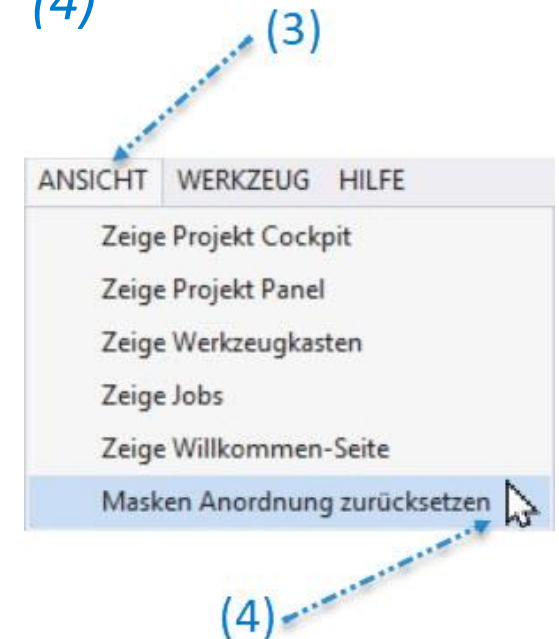 (4)
(3)
ANSICHT WERKZEUG HILFE
Zeige Projekt Cockpit
Zeige Projekt Panel
Zeige Werkzeugkasten
Zeige Jobs
Zeige Willkommen-Seite
Masken Anordnung zurücksetzen
(4)